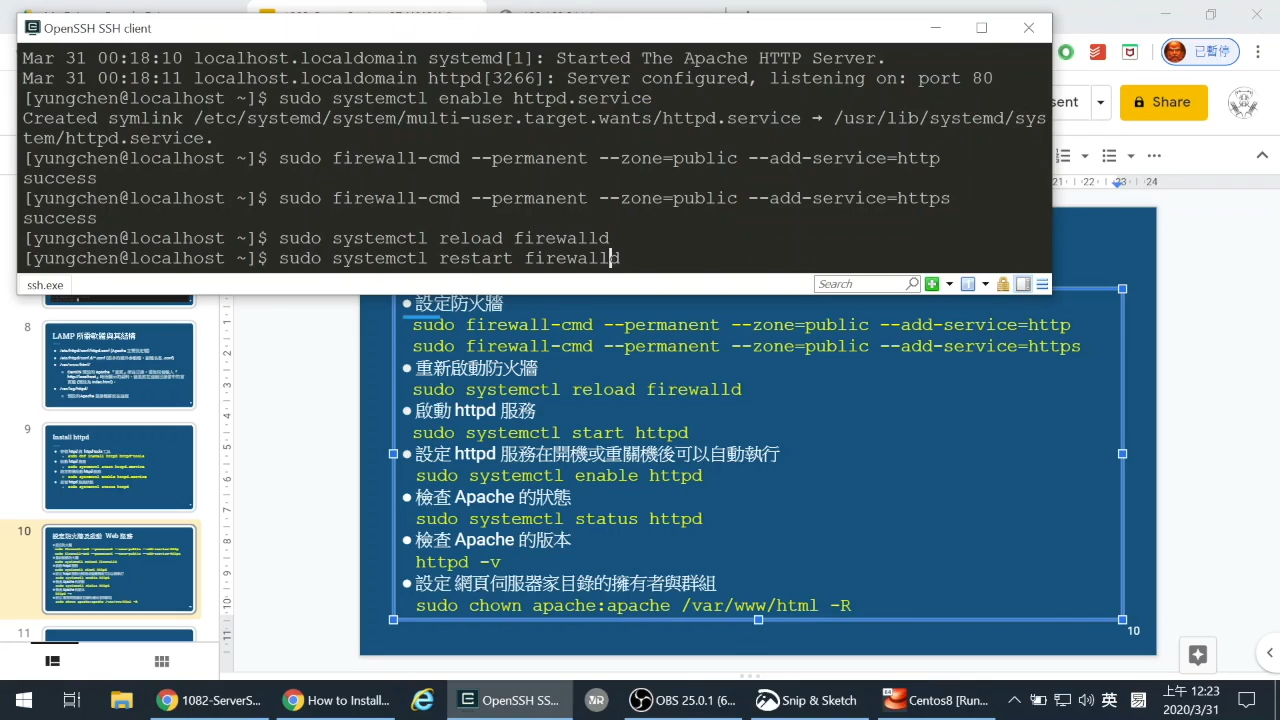 OpenSSH SSH client
Mar 31 00:18:10 localhost.localdomain systemd[1]: Started The Apache HTTP Server.
Mar 31 00:18:11 localhost.localdomain httpd[3266]: Server configured, listening on: port 80
[yungchen@localhost ~]$ sudo systemctl enable httpd.service
Created symlink /etc/systemd/system/multi-user.target.wants/httpd.service → /usr/lib/systemd/sys
tem/httpd.service.
[yungchen@localhost ~]$ sudo firewall-cmd --permanent --zone=public --add-service=http
success
[yungchen@localhost ~]$ sudo firewall-cmd --permanent --zone=public --add-service=https
success
[yungchen@localhost ~]$ sudo systemctl reload firewalld
[yungchen@localhost ~]$ sudo systemctl restart firewalld
ssh.exe
Search
已暫停
Share
21 22 23 24
設定防火牆
sudo firewall-cmd --permanent --zone=public --add-service=http
sudo firewall-cmd --permanent --zone=public --add-service=https
重新啟動防火牆
sudo systemctl reload firewalld
啟動 httpd 服務
sudo systemctl start httpd
設定 httpd 服務在開機或重關機後可以自動執行
sudo systemctl enable httpd
檢查 Apache 的狀態
sudo systemctl status httpd
檢查 Apache 的版本
httpd -v
設定 網頁伺服器家目錄的擁有者與群組
sudo chown apache:apache /var/www/html -R
10
8
LAMP 所需軟體與其結構
9
Install httpd
10
設定防火牆及啟動 Web 服務
11
1082-ServerS...
How to Install...
OpenSSH SS...
OBS 25.0.1 (6...
Snip & Sketch
Centos8 [Run...
英
上午 12:23
2020/3/31